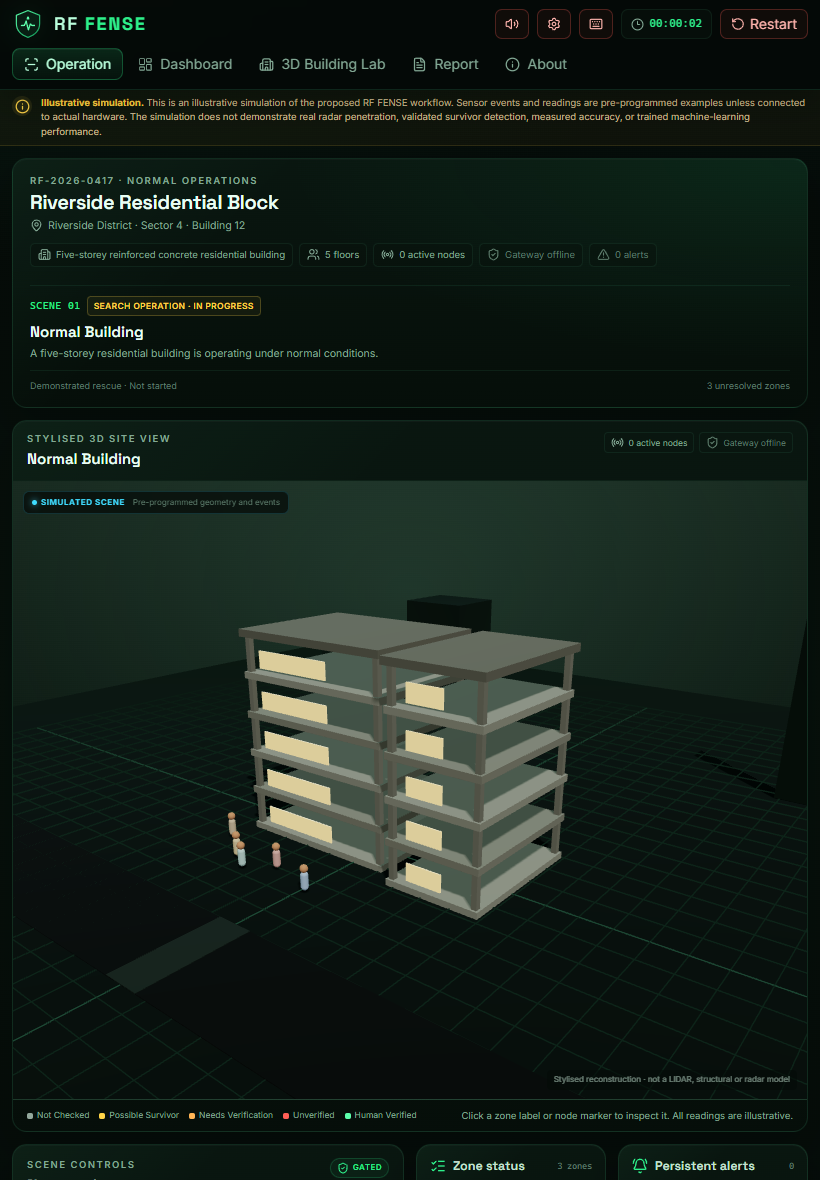 RF FENSE
00:00:02
Restart
Operation
Dashboard
3D Building Lab
Report
About
Illustrative simulation. This is an illustrative simulation of the proposed RF FENSE workflow. Sensor events and readings are pre-programmed examples unless connected
to actual hardware. The simulation does not demonstrate real radar penetration, validated survivor detection, measured accuracy, or trained machine-learning
performance.
RF-2026-0417 · NORMAL OPERATIONS
Riverside Residential Block
Riverside District · Sector 4 · Building 12
Five-storey reinforced concrete residential building
5 floors
0 active nodes
Gateway offline
0 alerts
SCENE 01
SEARCH OPERATION · IN PROGRESS
Normal Building
A five-storey residential building is operating under normal conditions.
Demonstrated rescue · Not started
3 unresolved zones
STYLISED 3D SITE VIEW
Normal Building
0 active nodes
Gateway offline
SIMULATED SCENE
Pre-programmed geometry and events
Stylised reconstruction · not a LIDAR, structural or radar model
Not Checked
Possible Survivor
Needs Verification
Unverified
Human Verified
Click a zone label or node marker to inspect it. All readings are illustrative.
SCENE CONTROLS
GATED
Zone status
3 zones
Persistent alerts
0